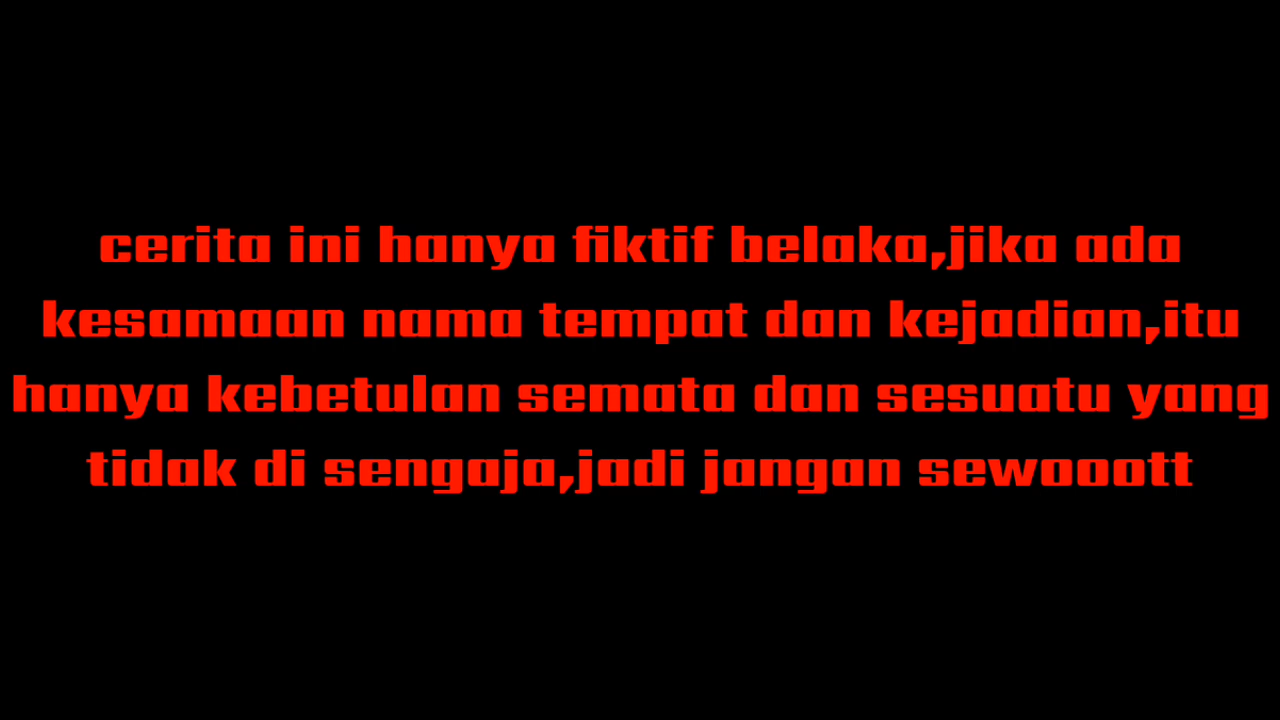 cerita ini hanya fiktif belaka,jika ada
kesamaan nama tempat dan kejadian,itu
hanya kebetulan semata dan sesuatu yang
tidak di sengaja,jadi jangan sewaoott